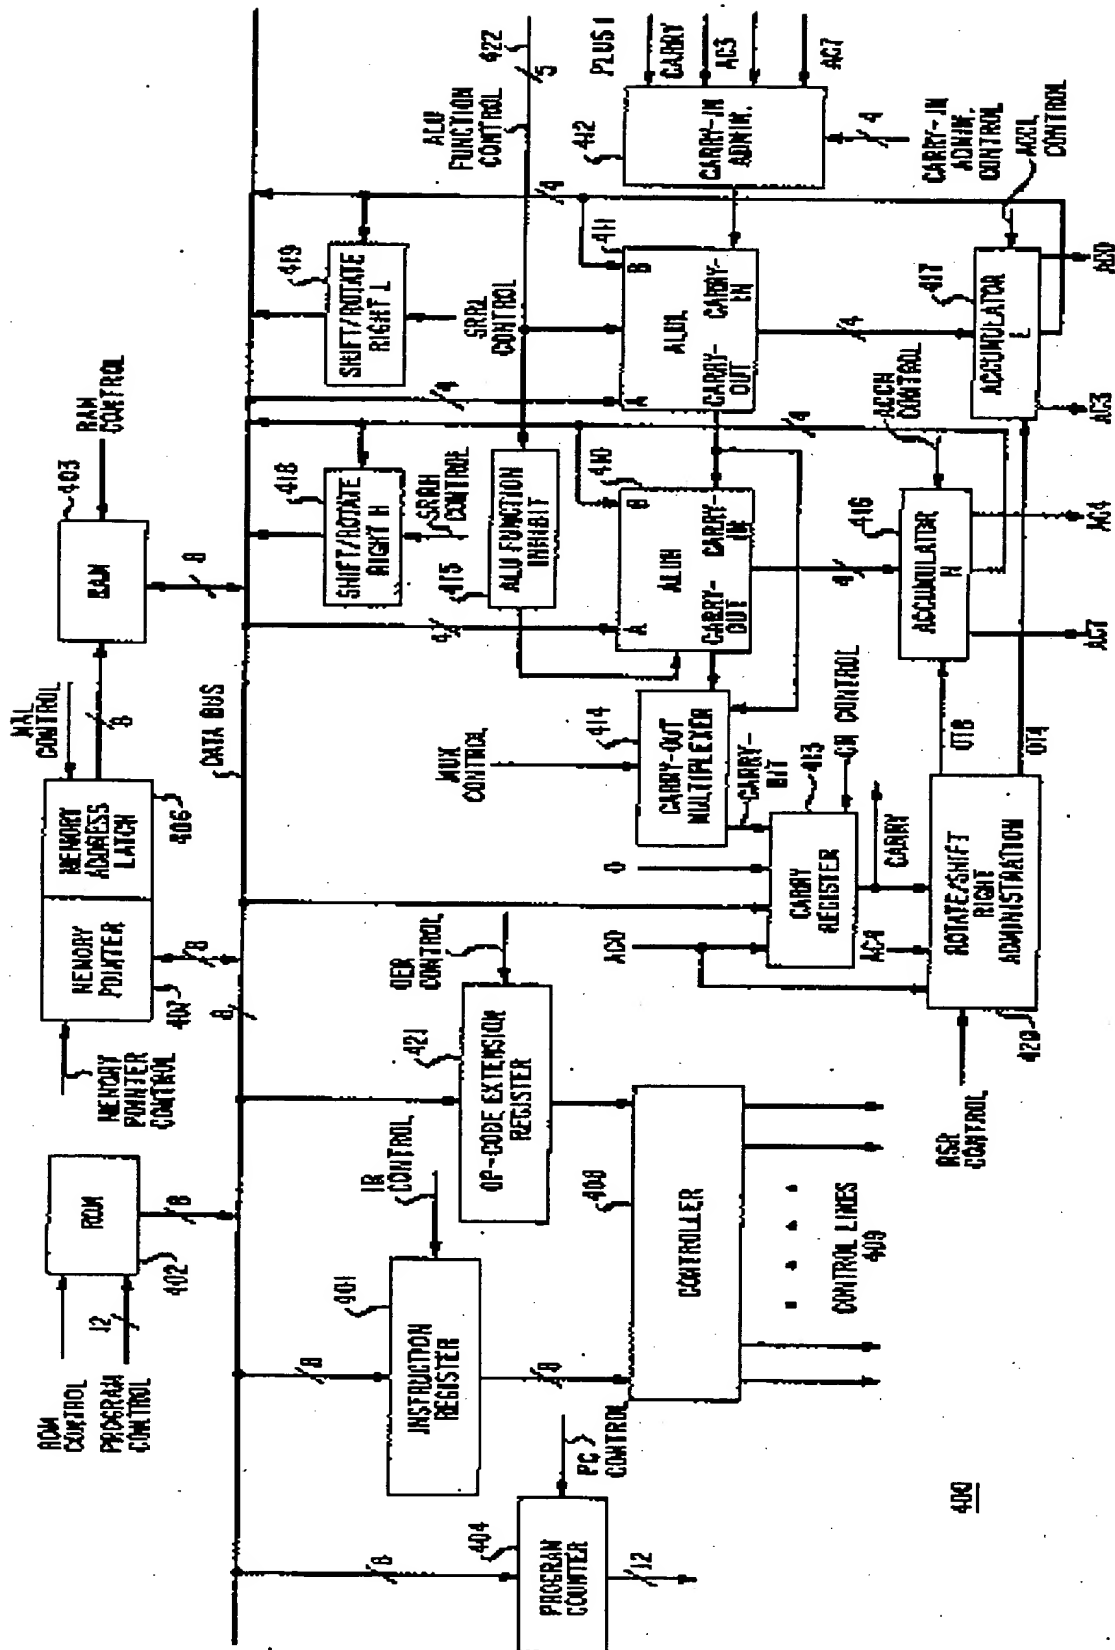 ROM
CONTROL
PROGRAM
CONTROL
12
ROM
402
8
MEMORY
POINTER
CONTROL
MEMORY
POINTER
407
8
MEMORY
ADDRESS
LATCH
406
MAL
CONTROL
8
RAM
403
RAM
CONTROL
8
8
DATA BUS
8
PROGRAM
COUNTER
404
PC
CONTROL
12
8
INSTRUCTION
REGISTER
401
IR
CONTROL
8
OP-CODE EXTENSION
REGISTER
421
OER
CONTROL
CONTROLLER
408
CONTROL LINES
409
MUX
CONTROL
CARRY-OUT
MULTIPLEXER
414
CARRY-
BIT
0
AC0
CARRY
REGISTER
413
CR CONTROL
CARRY
AC4
ROTATE/SHIFT
RIGHT
ADMINISTRATION
420
RSR
CONTROL
OT8
OT4
SHIFT/ROTATE
RIGHT H
418
SRRH
CONTROL
ALU FUNCTION
INHIBIT
415
4
A
B
ALUH
CARRY-
OUT
CARRY-
IN
410
4
ACCUMULATOR
H
416
ACCH
CONTROL
4
AC7
AC4
SHIFT/ROTATE
RIGHT L
419
SRRL
CONTROL
4
A
B
ALUL
CARRY-
OUT
CARRY-
IN
411
4
4
ACCUMULATOR
L
417
ACCL
CONTROL
AC3
AC0
ALU
FUNCTION
CONTROL
5
422
PLUS 1
CARRY
AC3
AC7
CARRY-IN
ADMIN.
412
4
CARRY-IN
ADMIN.
CONTROL
400